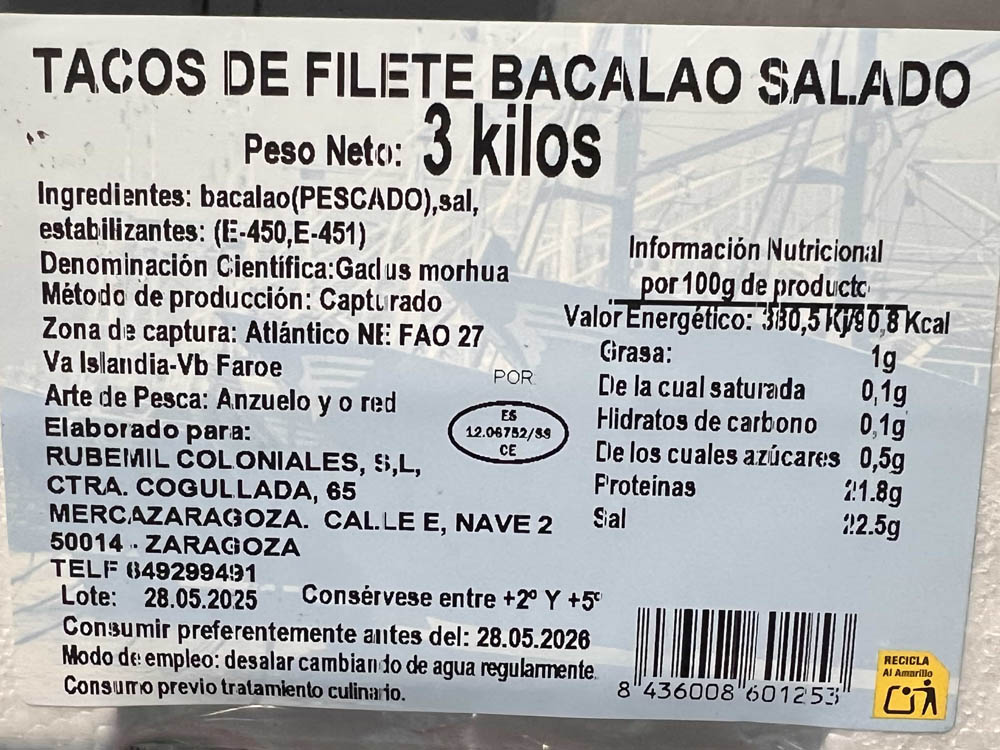 TACOS DE FILETE BACALAO SALADO
Peso Neto: 3 kilos
Ingredientes: bacalao(PESCADO),sal,
estabilizantes: (E-450,E-451)
Denominación Científica:Gadus morhua
Método de producción: Capturado
Zona de captura: Atlántico NE: FAO 27
Va Islandia-Vb Faroe
Arte de Pesca: Anzuelo y o red
Elaborado para:
RUBEMIL COLONIALES, S,L,
CTRA. COGULLADA, 65
MERCAZARAGOZA. CALLE E, NAVE 2
50014 - ZARAGOZA
TELF 649299491
Lote: 28.05.2025 Consérvese entre +2º Y +5º
Consumir preferentemente antes del: 28.05.2026
Modo de empleo: desalar cambiando de agua regularmente.
Consumo previo tratamiento culinario.
POR
ES
12.06752/SS
CE
Información Nutricional
por 100g de producto
Valor Energético: 380,5 Kj/90,8 Kcal
Grasa: 1g
De la cual saturada 0,1g
Hidratos de carbono 0,1g
De los cuales azúcares 0,5g
Proteinas 21.8g
Sal 22.5g
8 436008 601253
RECICLA
Al Amarillo